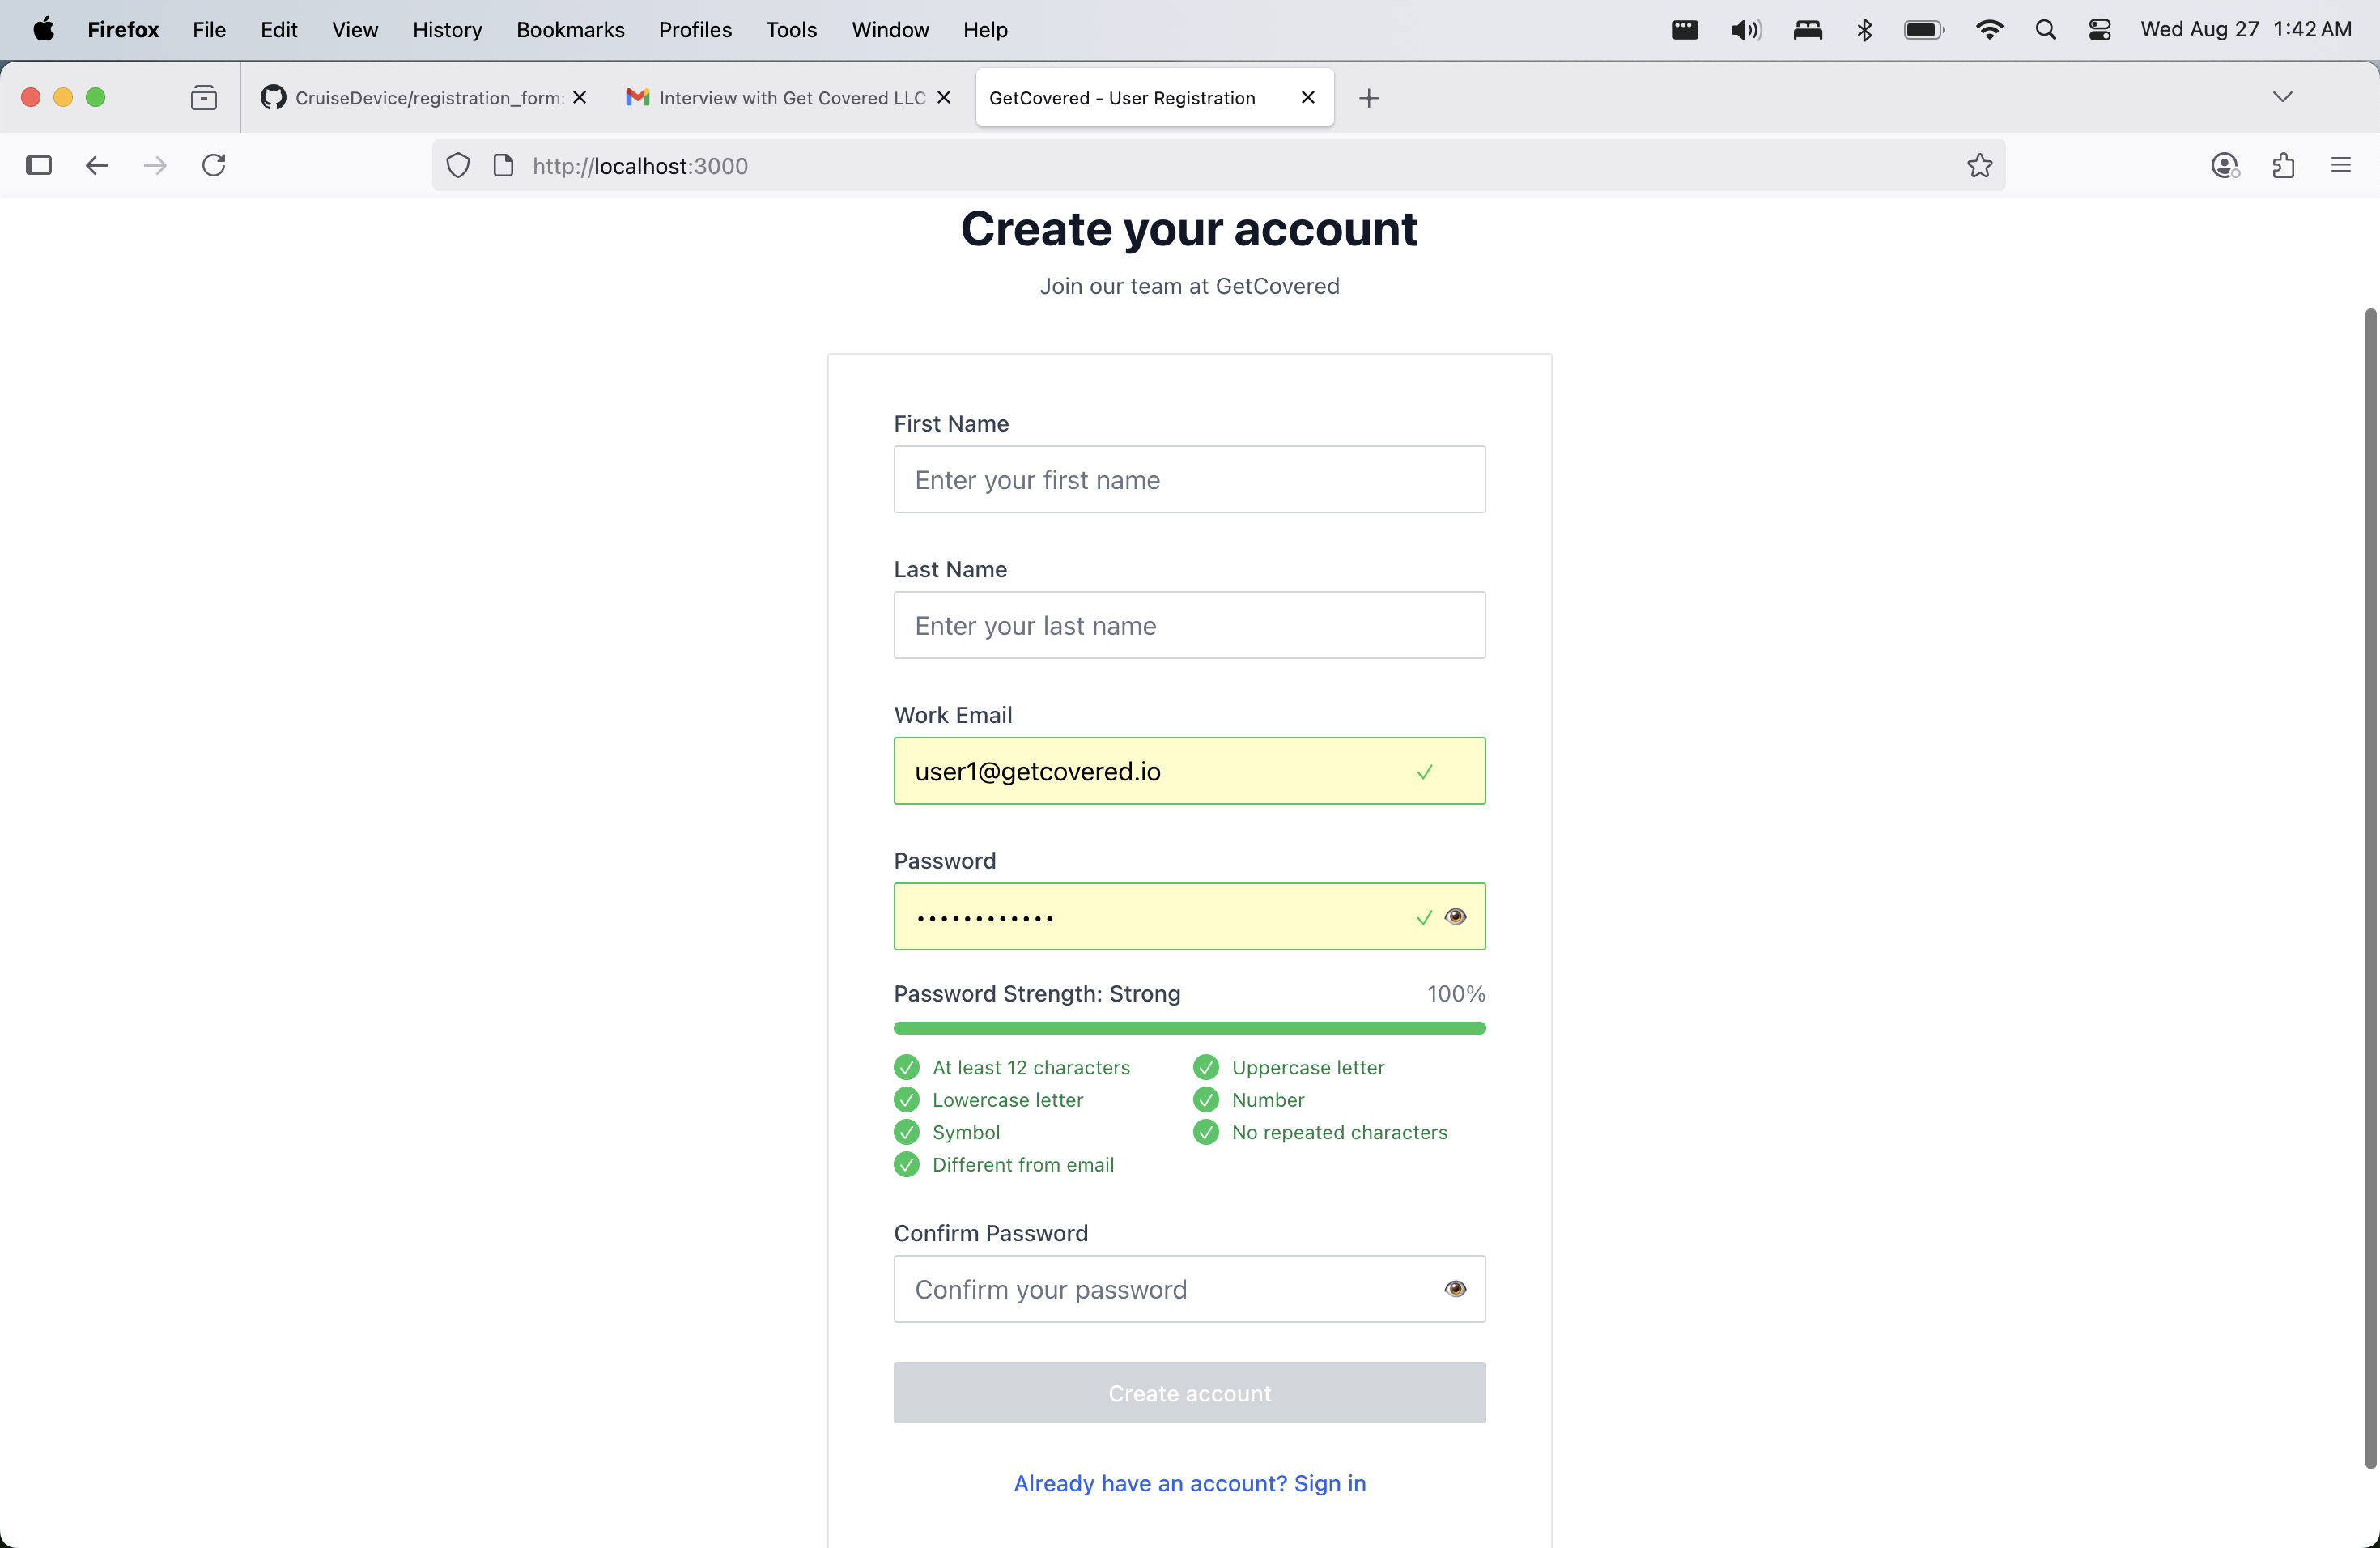 Firefox File Edit View History Bookmarks Profiles Tools Window Help Wed Aug 27 1:42 AM
CruiseDevice/registration_form: Interview with Get Covered LLC GetCovered - User Registration
http://localhost:3000
Create your account
Join our team at GetCovered
First Name
Enter your first name
Last Name
Enter your last name
Work Email
user1@getcovered.io
Password
••••••••••••
Password Strength: Strong 100%
At least 12 characters Uppercase letter
Lowercase letter Number
Symbol No repeated characters
Different from email
Confirm Password
Confirm your password
Create account
Already have an account? Sign in